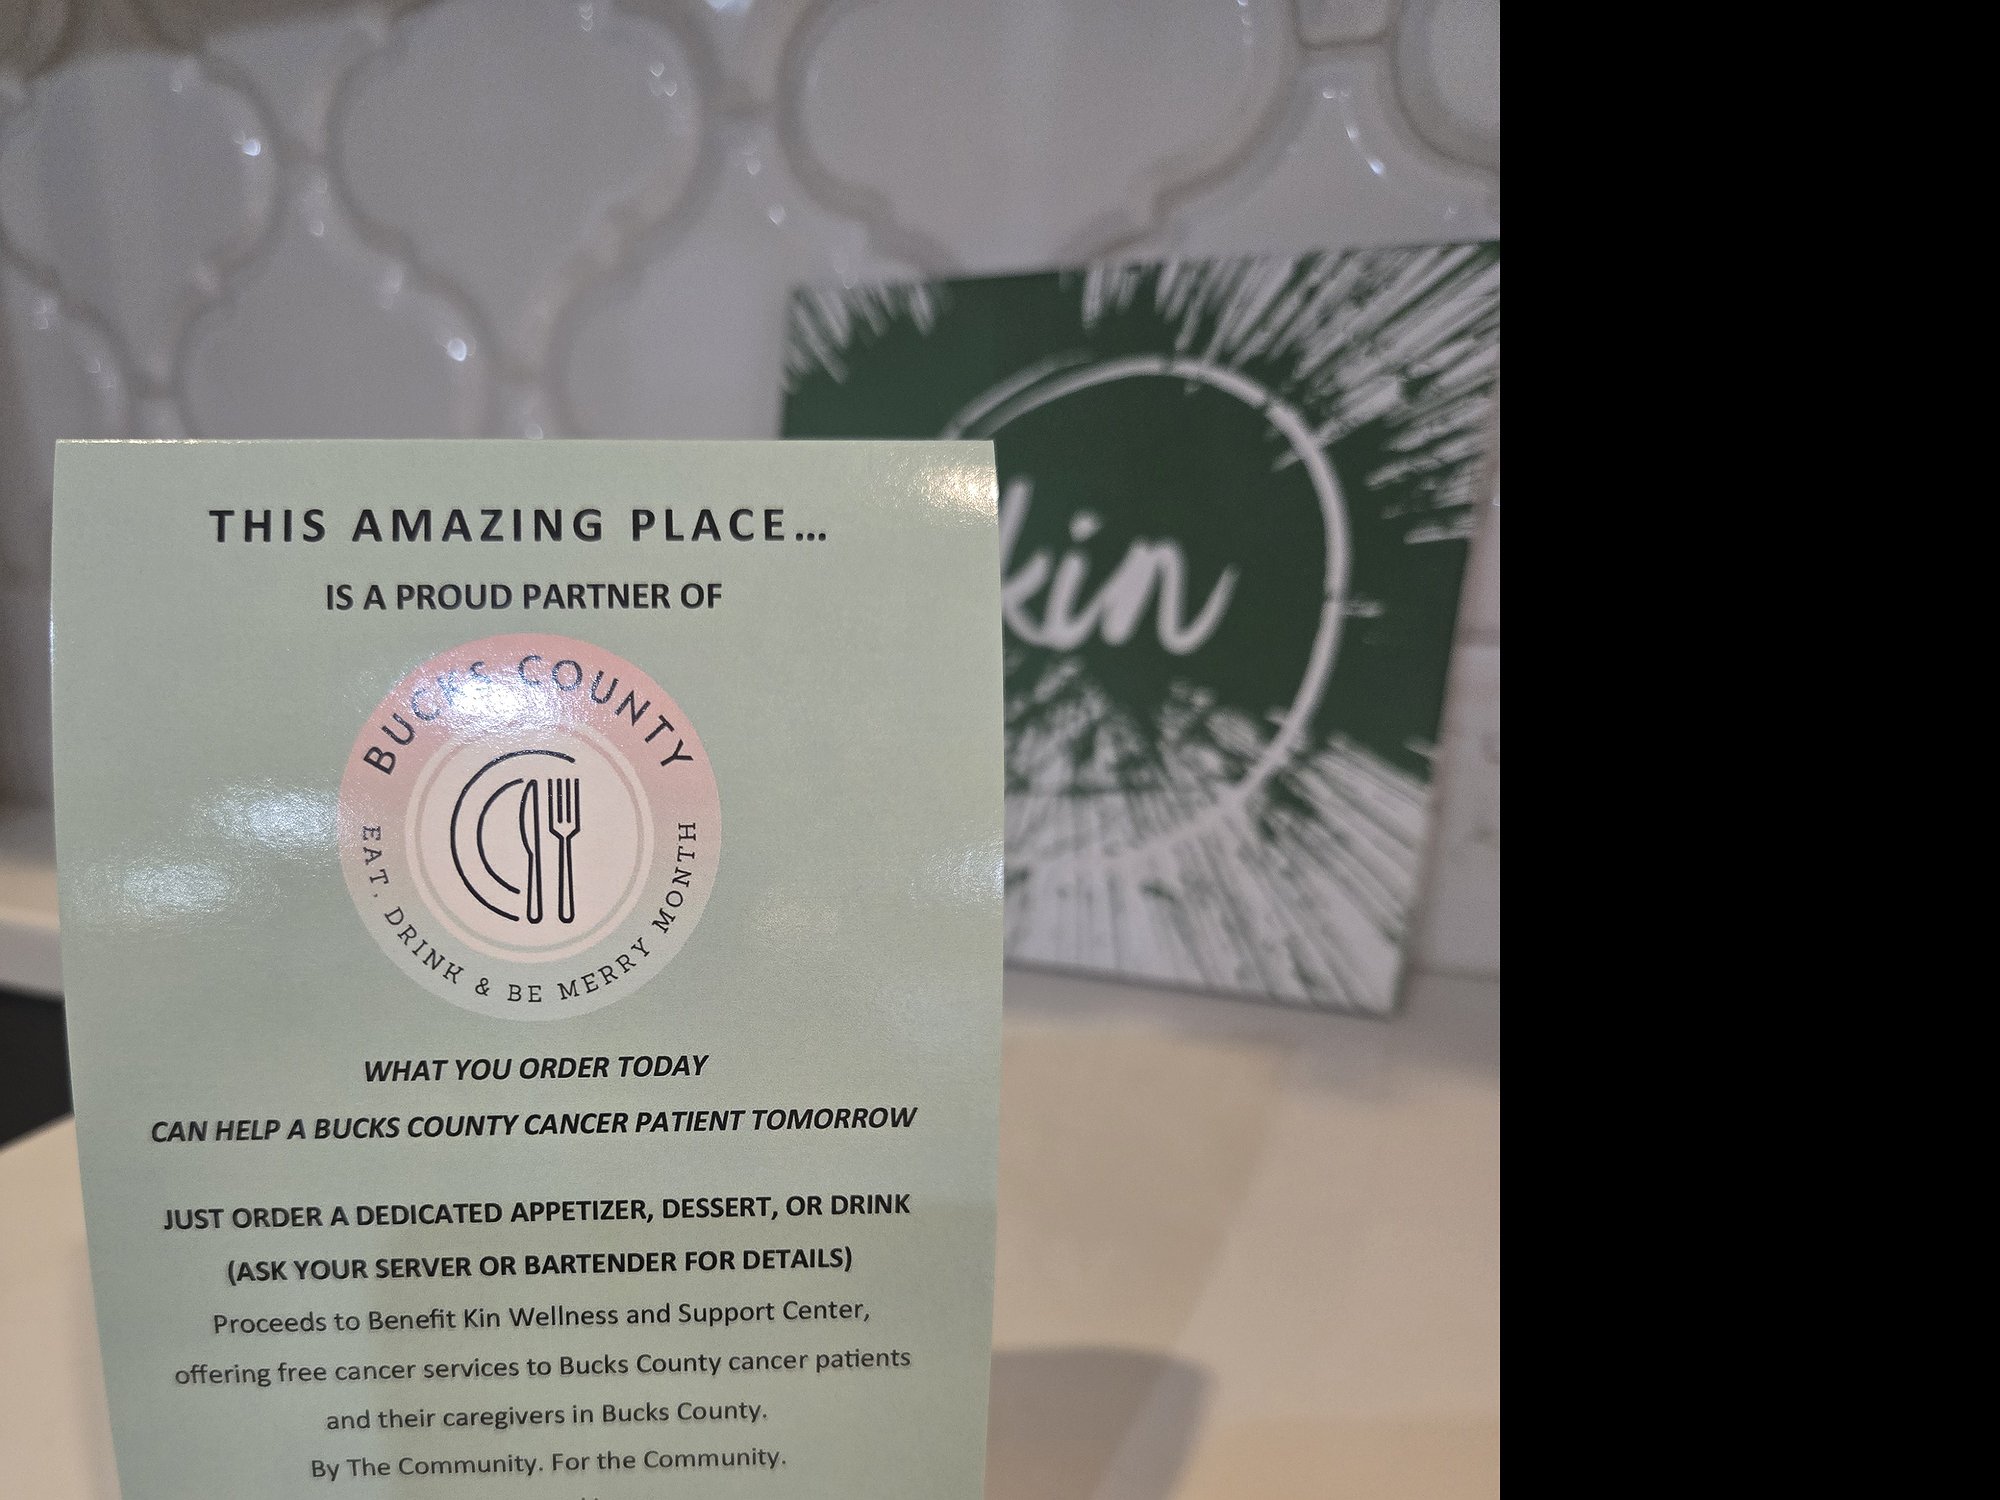 THIS AMAZING PLACE…
IS A PROUD PARTNER OF
BUCKS COUNTY
EAT, DRINK & BE MERRY MONTH
WHAT YOU ORDER TODAY
CAN HELP A BUCKS COUNTY CANCER PATIENT TOMORROW
JUST ORDER A DEDICATED APPETIZER, DESSERT, OR DRINK
(ASK YOUR SERVER OR BARTENDER FOR DETAILS)
Proceeds to Benefit Kin Wellness and Support Center,
offering free cancer services to Bucks County cancer patients
and their caregivers in Bucks County.
By The Community. For the Community.
kin